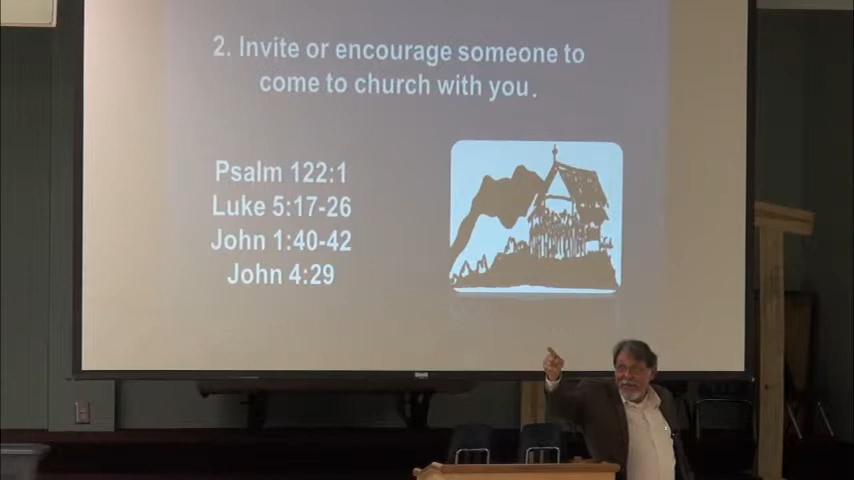 2. Invite or encourage someone to
come to church with you.
Psalm 122:1
Luke 5:17-26
John 1:40-42
John 4:29